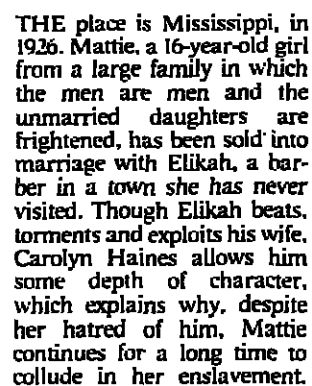 THE place is Mississippi, in
1926. Mattie, a 16-year-old girl
from a large family in which
the men are men and the
unmarried daughters are
frightened, has been sold into
marriage with Elikah, a bar-
ber in a town she has never
visited. Though Elikah beats,
torments and exploits his wife,
Carolyn Haines allows him
some depth of character,
which explains why, despite
her hatred of him, Mattie
continues for a long time to
collude in her enslavement.